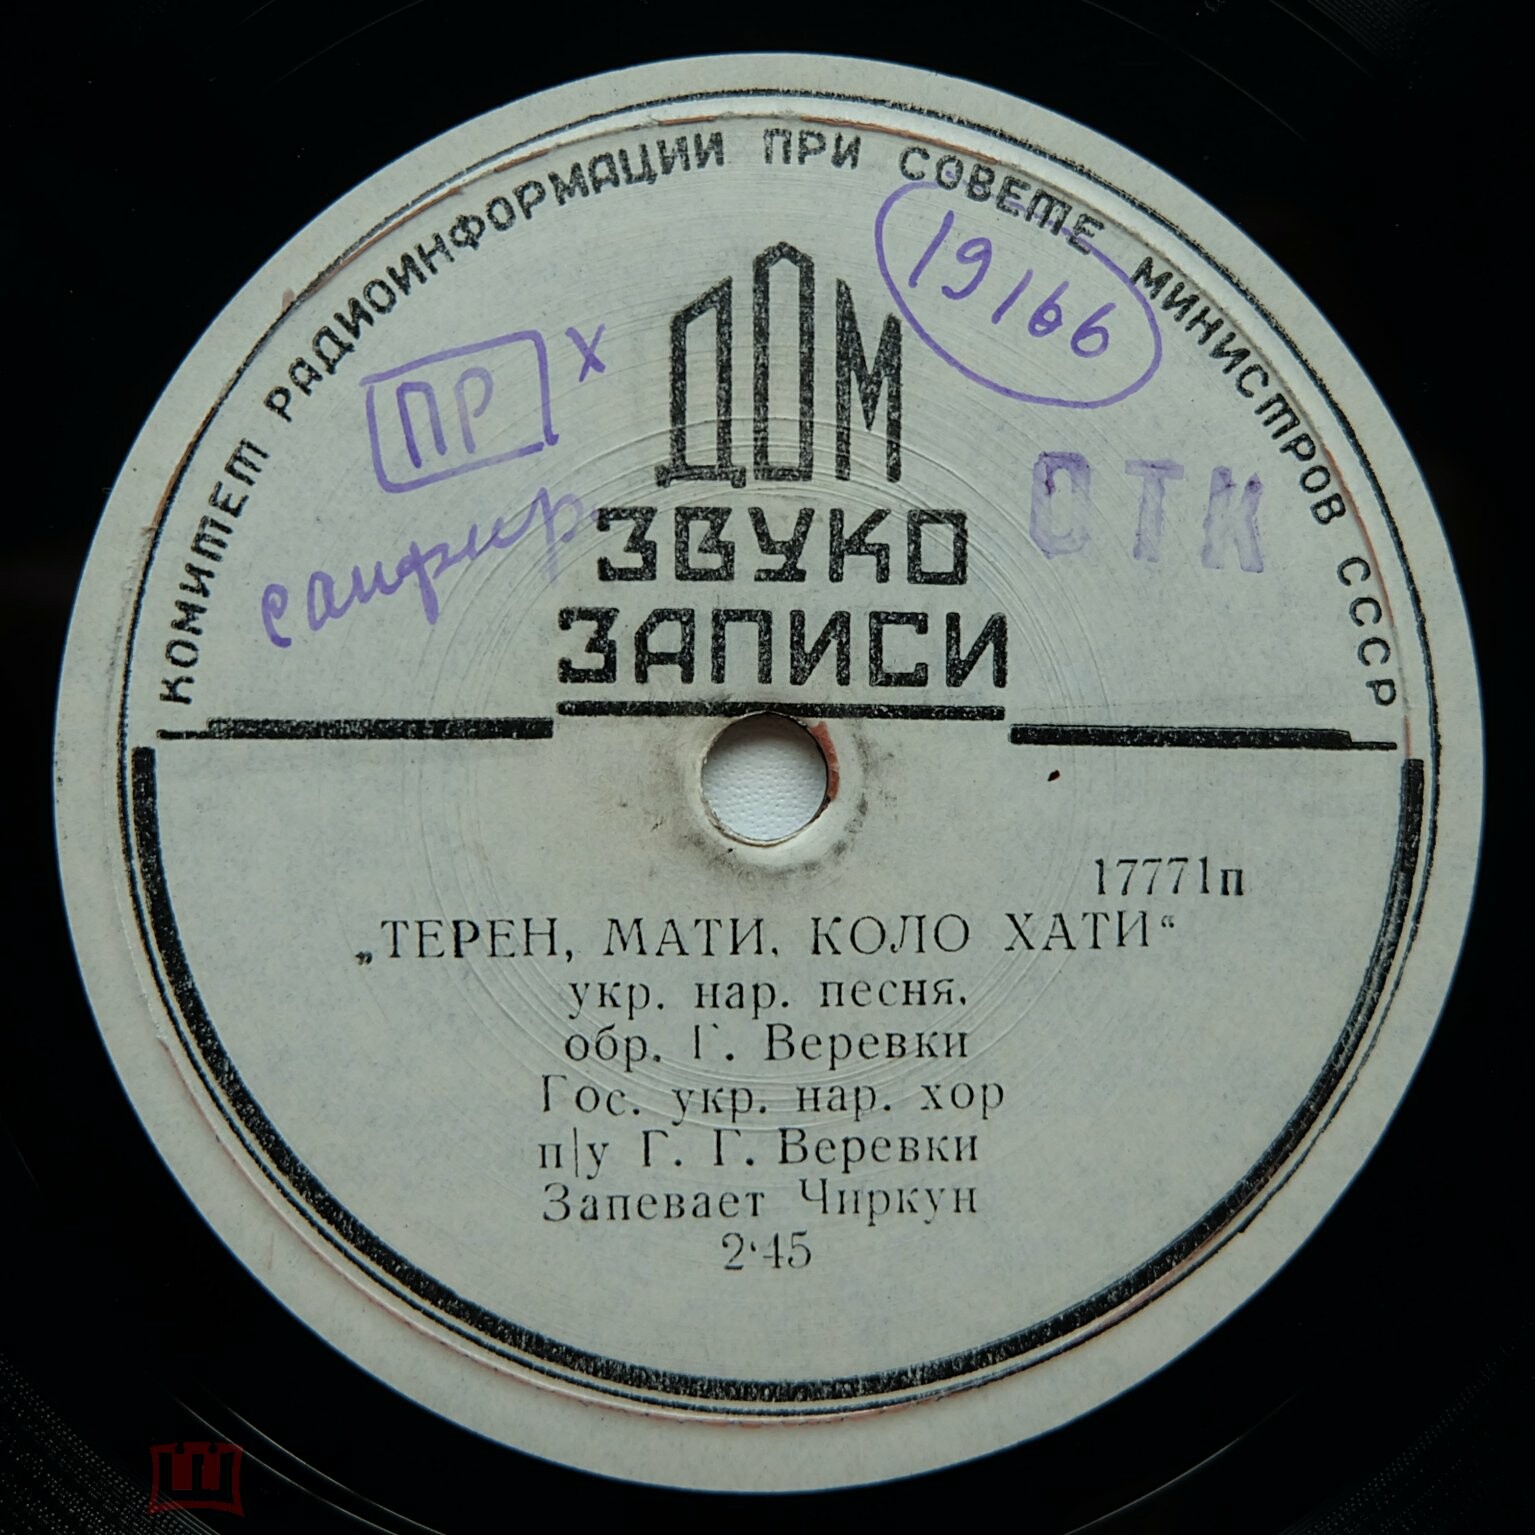 КОМИТЕТ РАДИОИНФОРМАЦИИ ПРИ СОВЕТЕ МИНИСТРОВ СССР
19166
ПР х
ДОМ
ЗВУКО
ЗАПИСИ
сапфир
ОТК
17771п
„ТЕРЕН, МАТИ, КОЛО ХАТИ“
укр. нар. песня,
обр. Г. Веревки
Гос. укр. нар. хор
п/у Г. Г. Веревки
Запевает Чиркун
2‘45